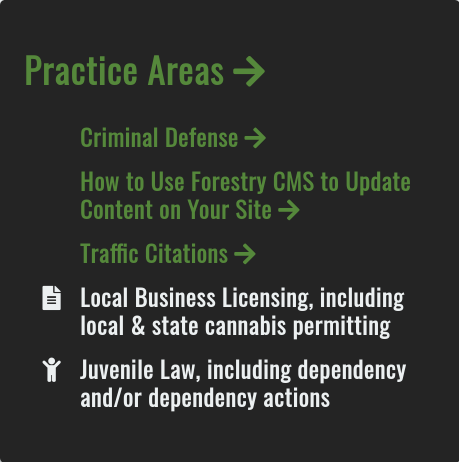 Practice Areas →
Criminal Defense →
How to Use Forestry CMS to Update
Content on Your Site →
Traffic Citations →
Local Business Licensing, including
local & state cannabis permitting
Juvenile Law, including dependency
and/or dependency actions